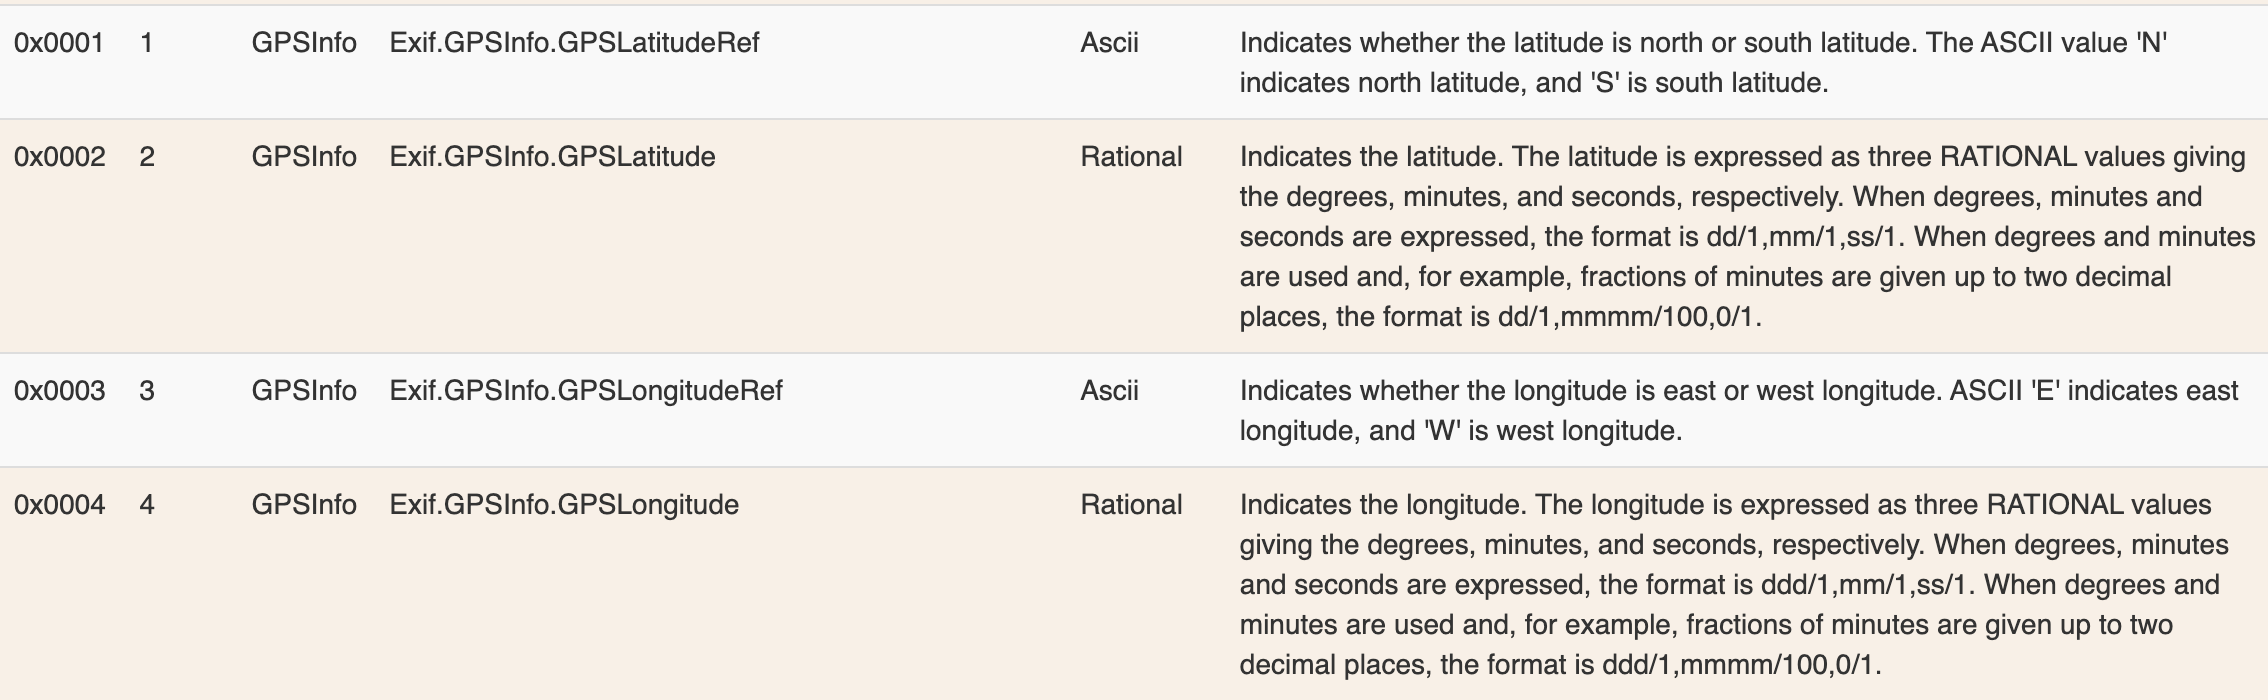 0x0001 1 GPSInfo Exif.GPSInfo.GPSLatitudeRef Ascii Indicates whether the latitude is north or south latitude. The ASCII value 'N'
indicates north latitude, and 'S' is south latitude.
0x0002 2 GPSInfo Exif.GPSInfo.GPSLatitude Rational Indicates the latitude. The latitude is expressed as three RATIONAL values giving
the degrees, minutes, and seconds, respectively. When degrees, minutes and
seconds are expressed, the format is dd/1,mm/1,ss/1. When degrees and minutes
are used and, for example, fractions of minutes are given up to two decimal
places, the format is dd/1,mmmm/100,0/1.
0x0003 3 GPSInfo Exif.GPSInfo.GPSLongitudeRef Ascii Indicates whether the longitude is east or west longitude. ASCII 'E' indicates east
longitude, and 'W' is west longitude.
0x0004 4 GPSInfo Exif.GPSInfo.GPSLongitude Rational Indicates the longitude. The longitude is expressed as three RATIONAL values
giving the degrees, minutes, and seconds, respectively. When degrees, minutes
and seconds are expressed, the format is ddd/1,mm/1,ss/1. When degrees and
minutes are used and, for example, fractions of minutes are given up to two
decimal places, the format is ddd/1,mmmm/100,0/1.